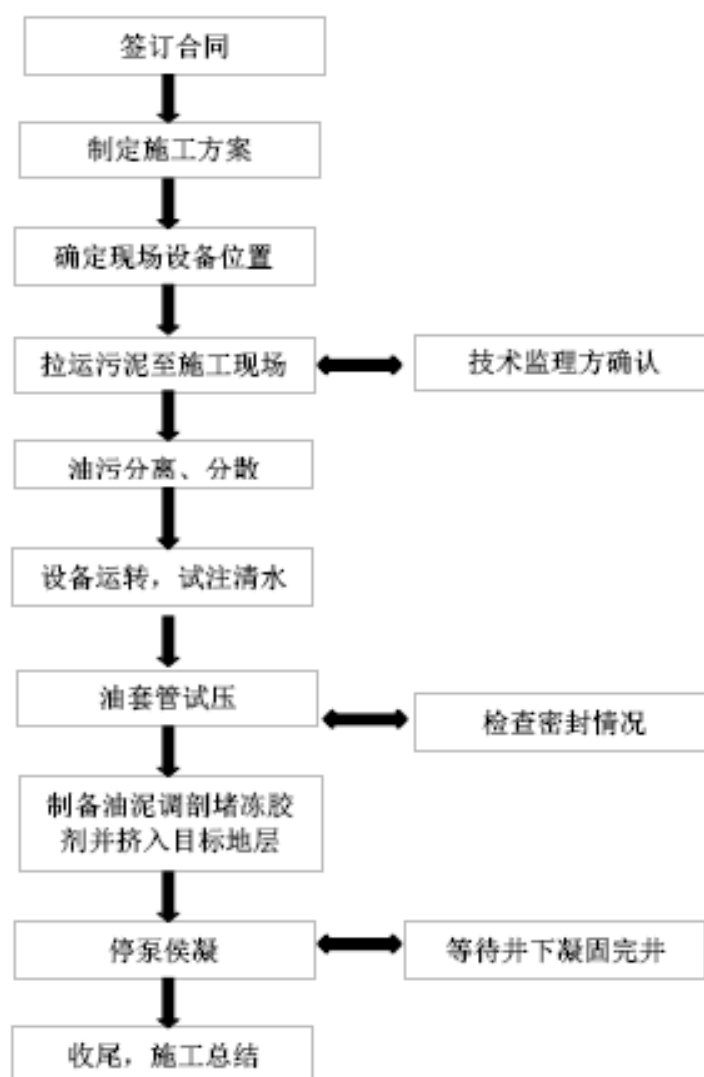 签订合同
制定施工方案
确定现场设备位置
拉运污泥至施工现场
技术监理方确认
油污分离、分散
设备运转，试注清水
油套管试压
检查密封情况
制备油泥调剖堵冻胶
剂并挤入目标地层
停泵侯凝
等待井下凝固完井
收尾，施工总结